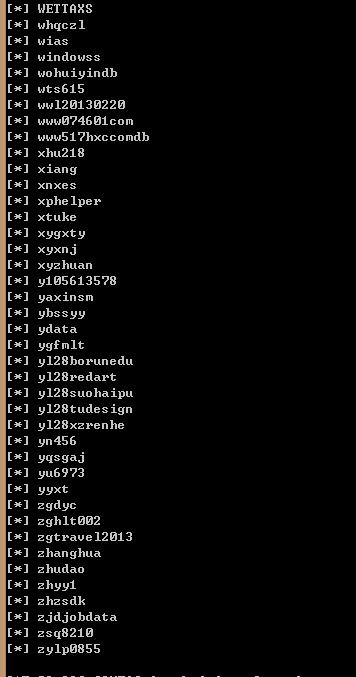 [*] WETTAXS
[*] whqczl
[*] wias
[*] windowss
[*] wohuiyindb
[*] wts615
[*] wwl20130220
[*] www074601com
[*] www517hxccomdb
[*] xhu218
[*] xiang
[*] xnxes
[*] xphelper
[*] xtuke
[*] xygxty
[*] xyxnj
[*] xyzhuan
[*] y105613578
[*] yaxinsm
[*] ybssyy
[*] ydata
[*] ygfmlt
[*] yl28borunedu
[*] yl28redart
[*] yl28suohaipu
[*] yl28tudesign
[*] yl28xzrenhe
[*] yn456
[*] yqsgaj
[*] yu6973
[*] yyxt
[*] zgdyc
[*] zghlt002
[*] zgtravel2013
[*] zhanghua
[*] zhudao
[*] zhyy1
[*] zhzsdk
[*] zjdjobdata
[*] zsq8210
[*] zylp0855